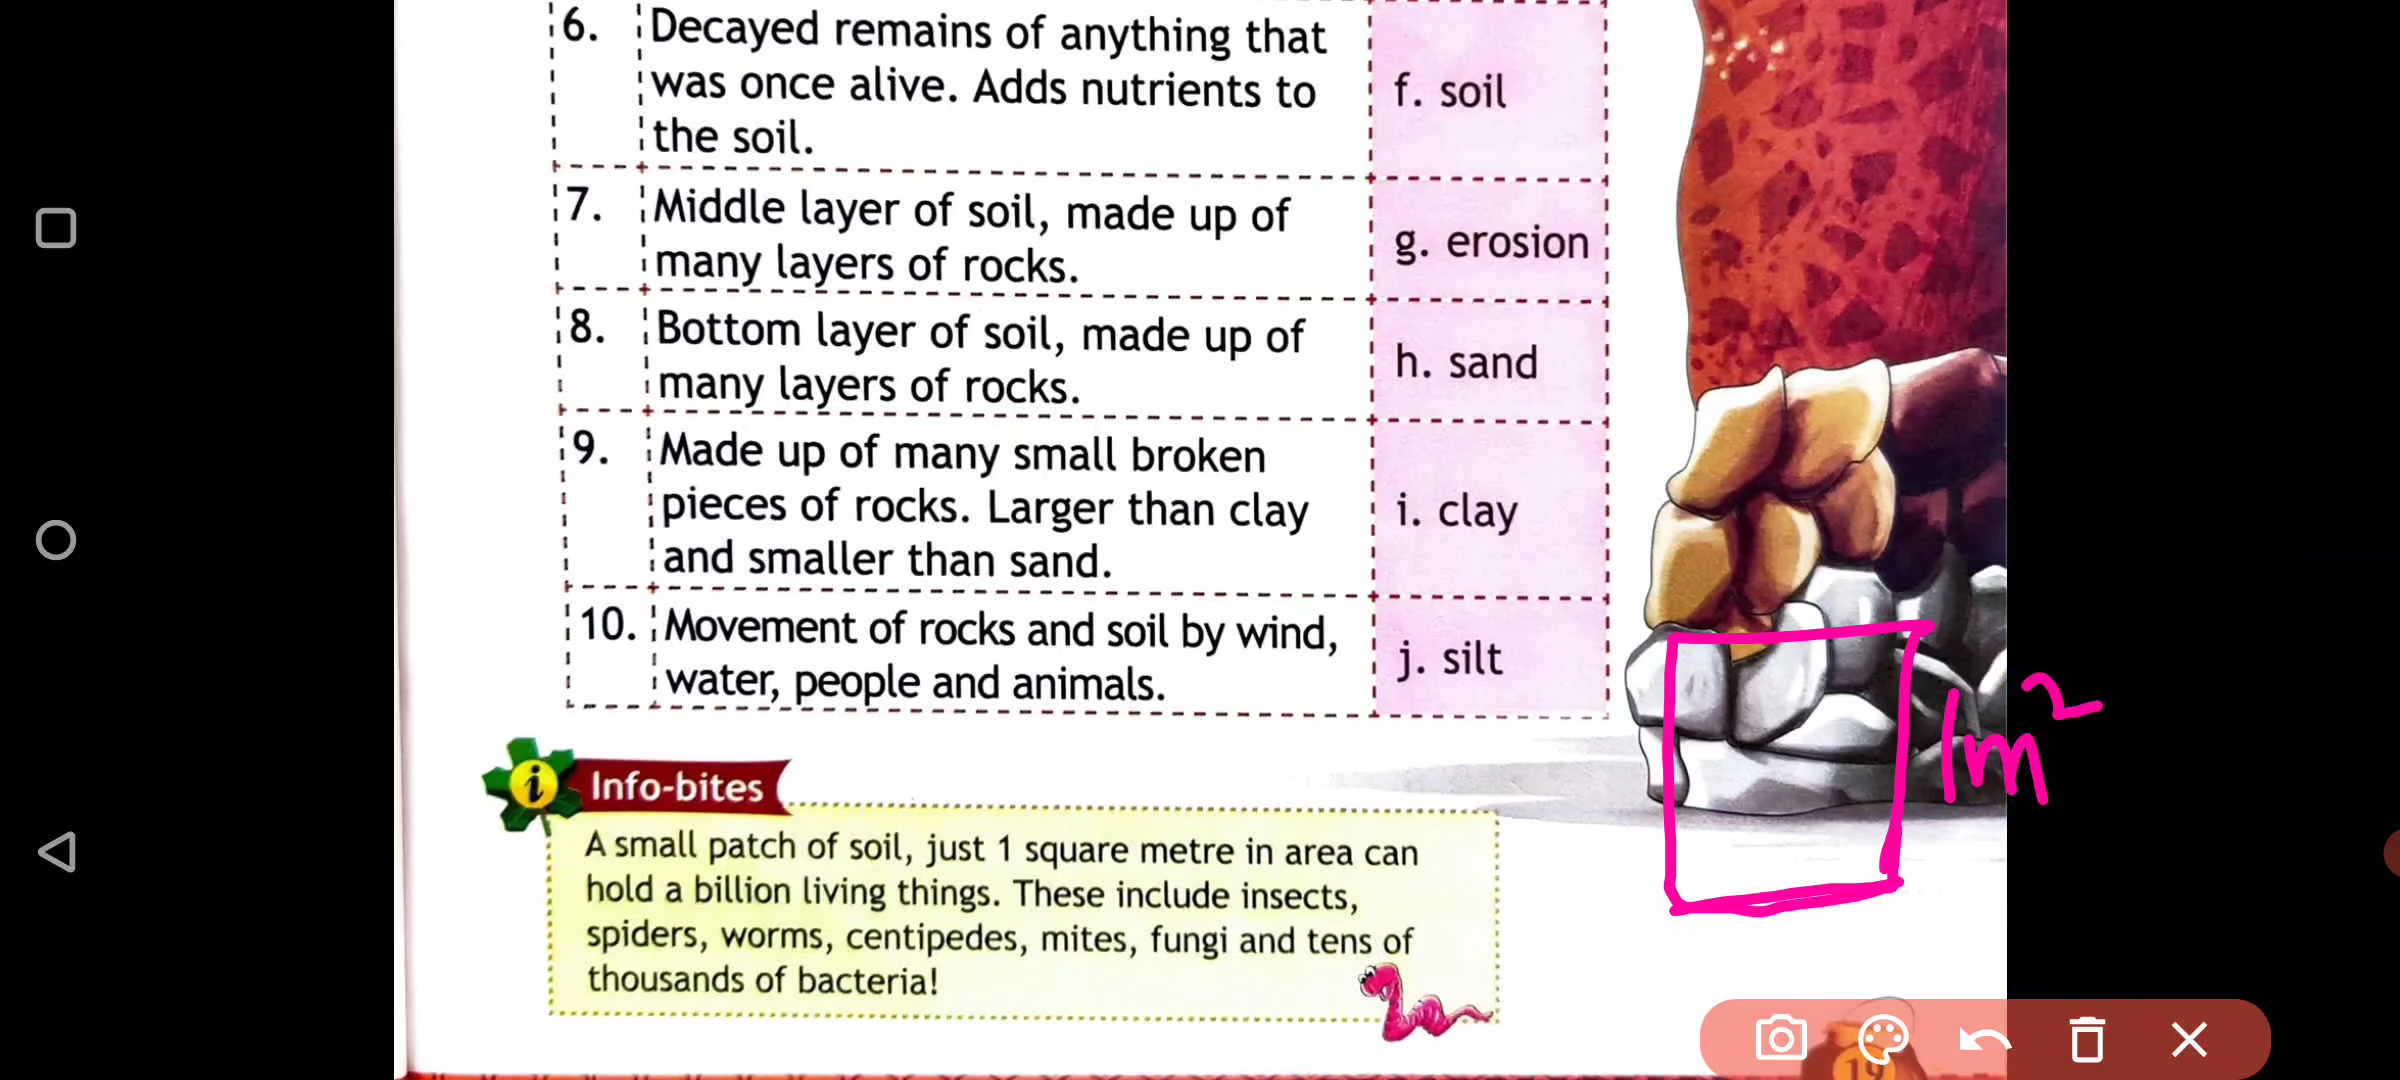 6. Decayed remains of anything that
was once alive. Adds nutrients to
the soil.
f. soil
7. Middle layer of soil, made up of
many layers of rocks.
g. erosion
8. Bottom layer of soil, made up of
many layers of rocks.
h. sand
9. Made up of many small broken
pieces of rocks. Larger than clay
and smaller than sand.
i. clay
10. Movement of rocks and soil by wind,
water, people and animals.
j. silt
1m²
i Info-bites
A small patch of soil, just 1 square metre in area can
hold a billion living things. These include insects,
spiders, worms, centipedes, mites, fungi and tens of
thousands of bacteria!
19